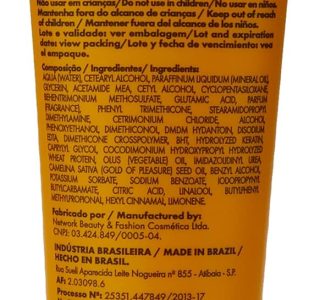 Não usar em crianças/ Do not use in children/ No usar en niños.
Mantenha fora do alcance de crianças / Keep out of reach
of children / Mantener fuera del alcance de los niños.
Lote e validade: ver embalagem/ Lot and expiration
date: view packing/ Lote y fecha de vencimiento: vea
el empaque.
Composição / Ingredientes/ Ingredients:
AQUA (WATER), CETEARYL ALCOHOL, PARAFFINUM LIQUIDUM (MINERAL OIL),
GLYCERIN, ACETAMIDE MEA, CETYL ALCOHOL, CYCLOPENTASILOXANE,
BEHENTRIMONIUM METHOSULFATE, GLUTAMIC ACID, PARFUM
FRAGRANCE), PHENYL TRIMETHICONE, STEARAMIDOPROPYL
DIMETHYLAMINE, CETRIMONIUM CHLORIDE, ALCOHOL,
PHENOXYETHANOL, DIMETHICONOL, DMDM HYDANTOIN, DISODIUM
EDTA, DIMETHICONE CROSSPOLYMER, BHT, HYDROLYZED KERATIN,
CAPRYLYL GLYCOL, COCODIMONIUM HYDROXYPROPYL HYDROLYZED
WHEAT PROTEIN, OLUS (VEGETABLE) OIL, IMIDAZOLIDINYL UREA,
CAMELINA SATIVA (GOLD OF PLEASURE) SEED OIL, BENZYL ALCOHOL,
POTASSIUM SORBATE, SODIUM BENZOATE, IODOPROPYNYL
BUTYLCARBAMATE, CITRIC ACID, LINALOOL, BUTYLPHENYL
METHYLPROPIONAL, HEXYL CINNAMAL, LIMONENE.
Fabricado por / Manufactured by:
Network Beauty & Fashion Cosmética Ltda.
CNPJ: 03.424.849/0005-04.
INDÚSTRIA BRASILEIRA / MADE IN BRAZIL /
HECHO EN BRASIL.
Rua Sueli Aparecida Leite Nogueira nº 855 - Atibaia - S.P.
AF: 2.03098.6
Processo Nº 25351.447849/2013-17